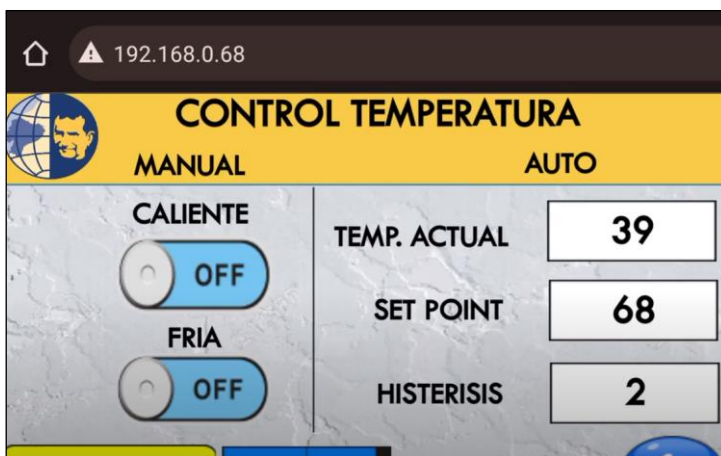 192.168.0.68
CONTROL TEMPERATURA
MANUAL
AUTO
CALIENTE
OFF
FRIA
OFF
TEMP. ACTUAL 39
SET POINT 68
HISTERISIS 2